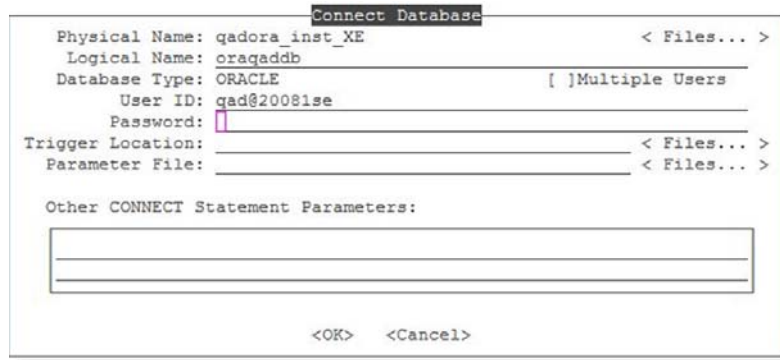 Connect Database
Physical Name: qadora_inst_XE < Files... >
Logical Name: oraqaddb
Database Type: ORACLE [ ]Multiple Users
User ID: qad@20081se
Password:
Trigger Location: < Files... >
Parameter File: < Files... >
Other CONNECT Statement Parameters:
<OK> <Cancel>